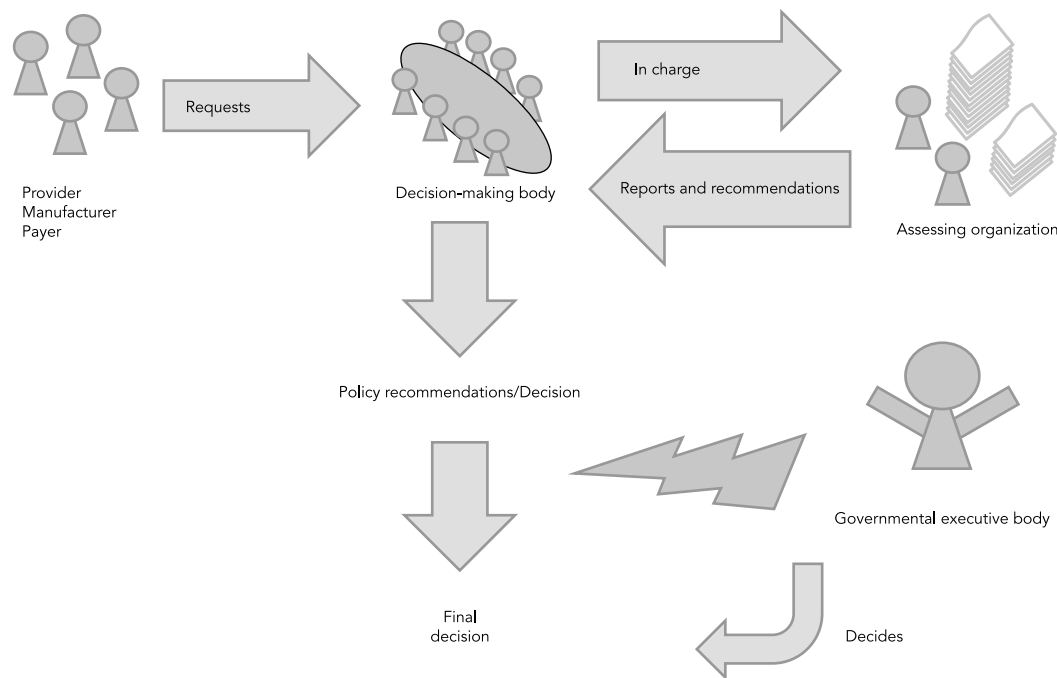 In charge
Requests
Reports and recommendations
Provider
Manufacturer
Payer
Decision-making body
Assessing organization
Policy recommendations/Decision
Governmental executive body
Final
decision
Decides